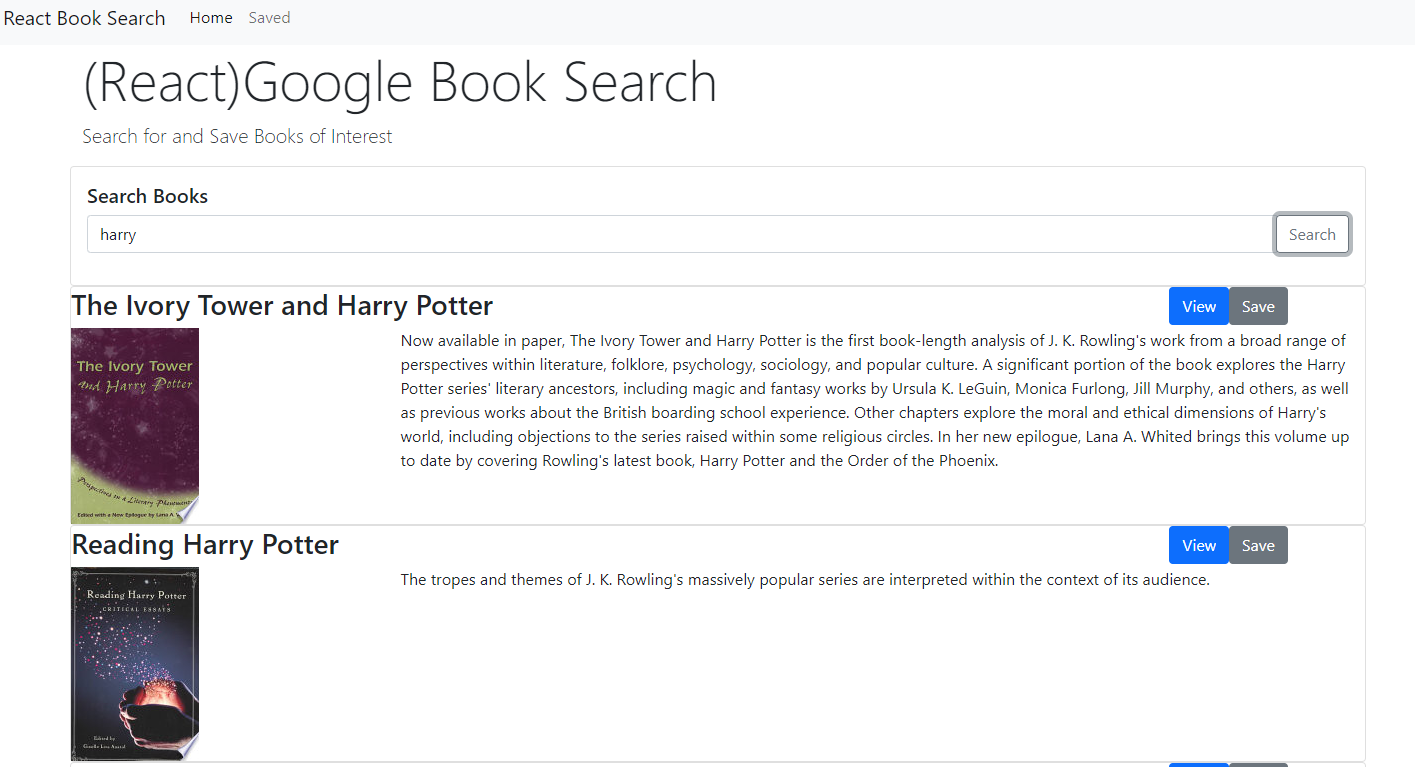 React Book Search Home Saved
(React)Google Book Search
Search for and Save Books of Interest
Search Books
harry Search
The Ivory Tower and Harry Potter View Save
The Ivory Tower
and Harry Potter
Perspectives on a Literary Phenomenon
Edited with a New Epilogue by Lana A.
Now available in paper, The Ivory Tower and Harry Potter is the first book-length analysis of J. K. Rowling's work from a broad range of
perspectives within literature, folklore, psychology, sociology, and popular culture. A significant portion of the book explores the Harry
Potter series' literary ancestors, including magic and fantasy works by Ursula K. LeGuin, Monica Furlong, Jill Murphy, and others, as well
as previous works about the British boarding school experience. Other chapters explore the moral and ethical dimensions of Harry's
world, including objections to the series raised within some religious circles. In her new epilogue, Lana A. Whited brings this volume up
to date by covering Rowling's latest book, Harry Potter and the Order of the Phoenix.
Reading Harry Potter View Save
Reading Harry Potter
CRITICAL ESSAYS
Edited by
Giselle Liza Anatol
The tropes and themes of J. K. Rowling's massively popular series are interpreted within the context of its audience.